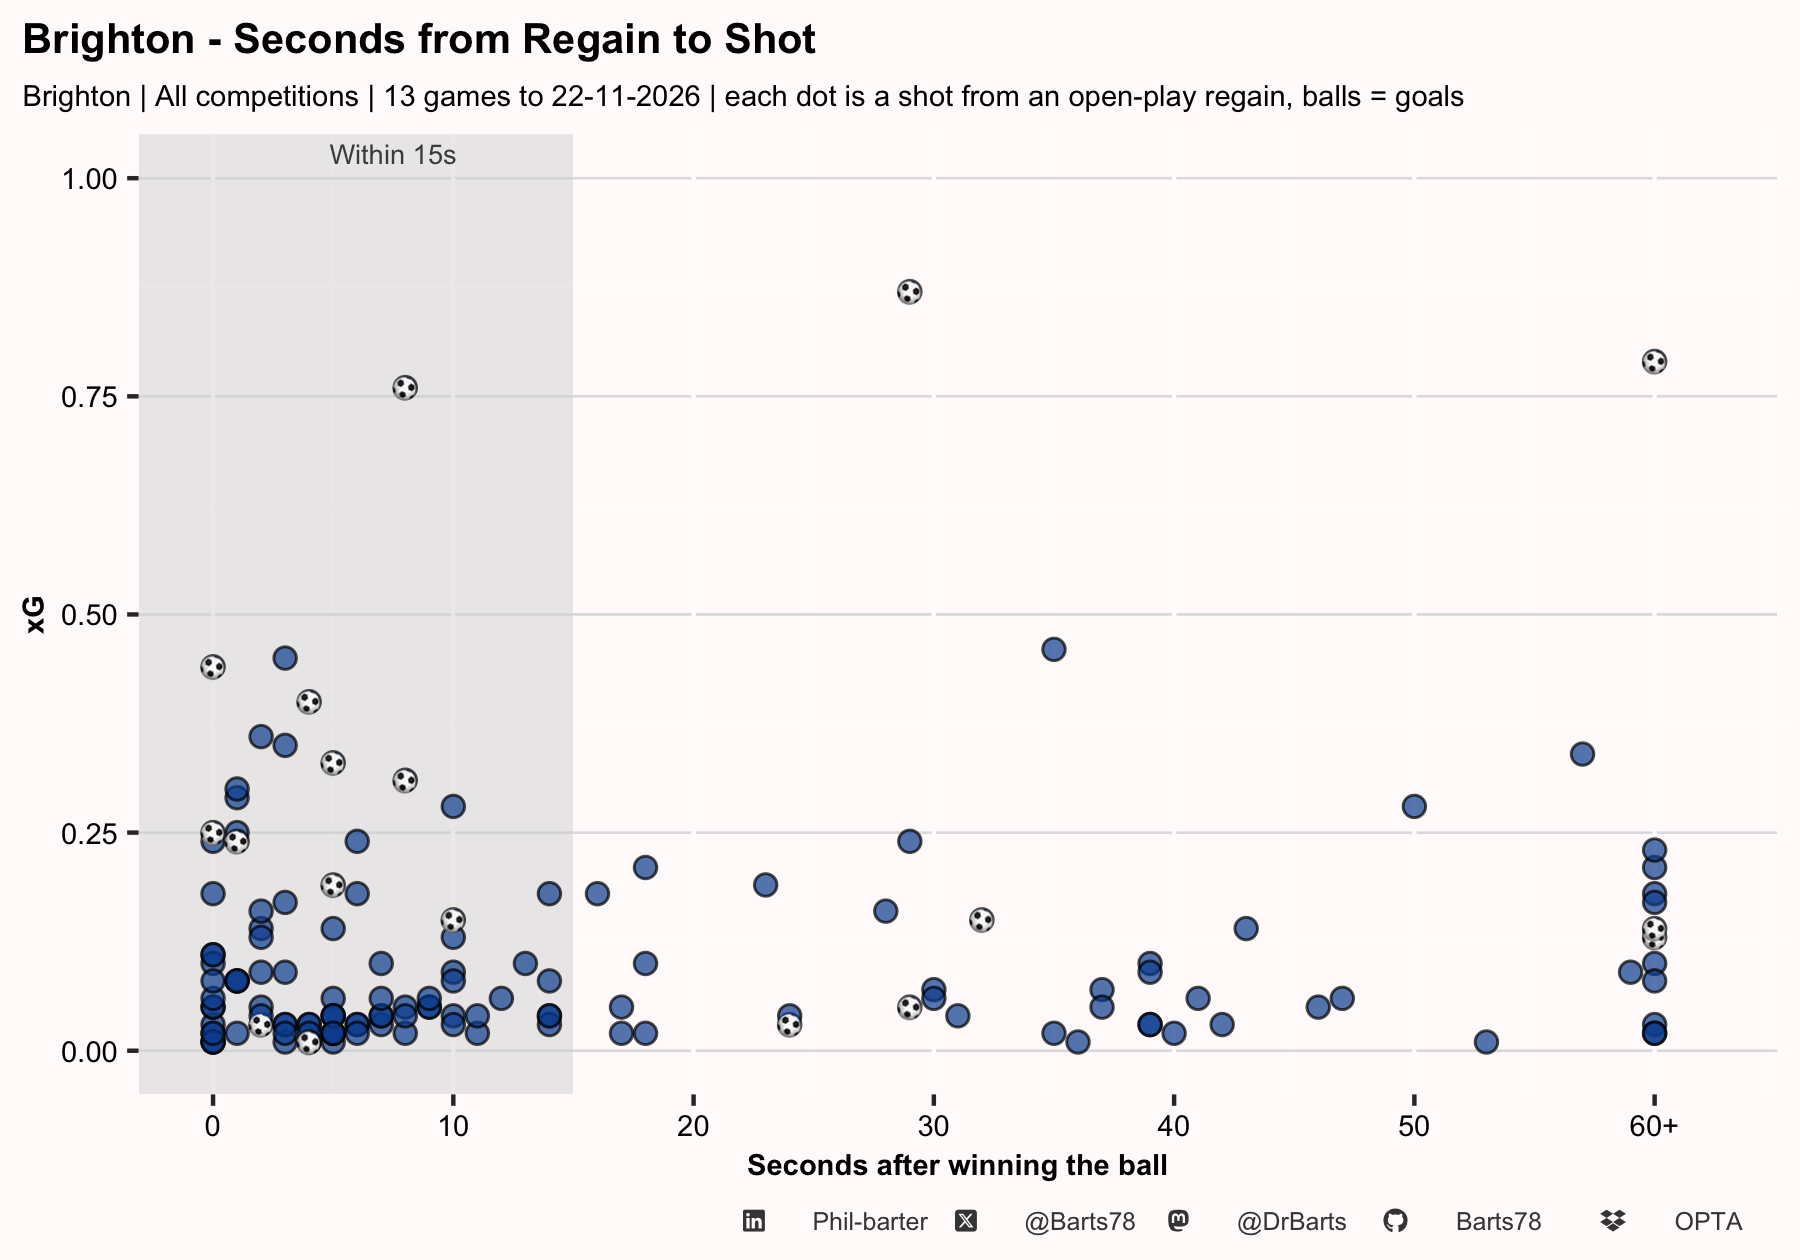 Brighton - Seconds from Regain to Shot
Brighton | All competitions | 13 games to 22-11-2026 | each dot is a shot from an open-play regain, balls = goals
Within 15s
1.00
0.75
0.50
0.25
0.00
xG
0 10 20 30 40 50 60+
Seconds after winning the ball
Phil-barter @Barts78 @DrBarts Barts78 OPTA